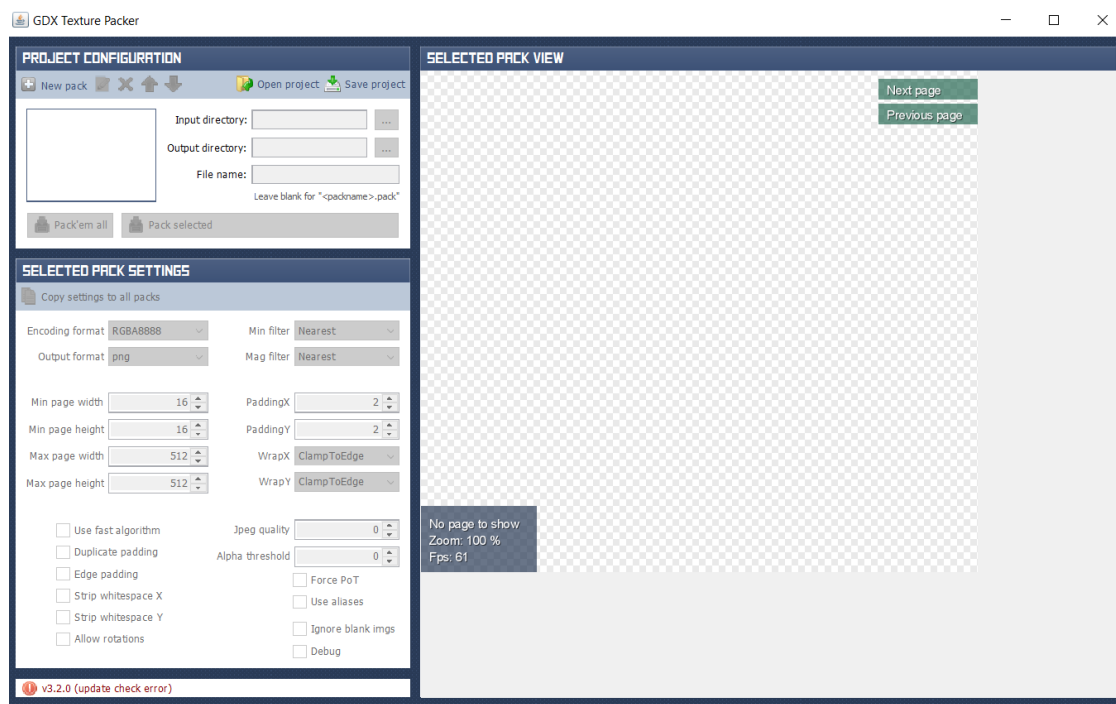 GDX Texture Packer
PROJECT CONFIGURATION
New pack Open project Save project
Input directory: ...
Output directory: ...
File name:
Leave blank for "<packname>.pack"
Pack'em all Pack selected
SELECTED PACK SETTINGS
Copy settings to all packs
Encoding format RGBA8888 Min filter Nearest
Output format png Mag filter Nearest
Min page width 16 PaddingX 2
Min page height 16 PaddingY 2
Max page width 512 WrapX ClampToEdge
Max page height 512 WrapY ClampToEdge
Use fast algorithm Jpeg quality 0
Duplicate padding Alpha threshold 0
Edge padding Force PoT
Strip whitespace X Use aliases
Strip whitespace Y Ignore blank imgs
Allow rotations Debug
v3.2.0 (update check error)
SELECTED PACK VIEW
Next page
Previous page
No page to show
Zoom: 100 %
Fps: 61